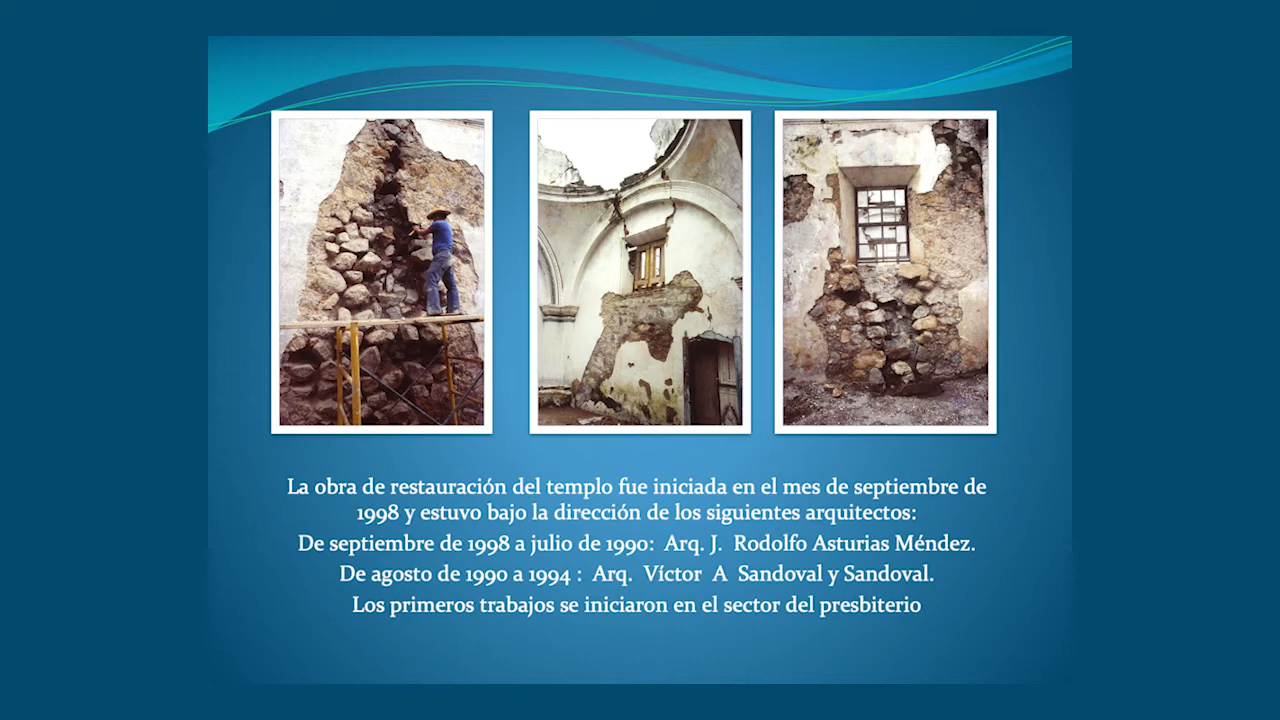 La obra de restauración del templo fue iniciada en el mes de septiembre de
1998 y estuvo bajo la dirección de los siguientes arquitectos:
De septiembre de 1998 a julio de 1990:  Arq. J.  Rodolfo Asturias Méndez.
De agosto de 1990 a 1994 :  Arq.  Víctor  A  Sandoval y Sandoval.
Los primeros trabajos se iniciaron en el sector del presbiterio